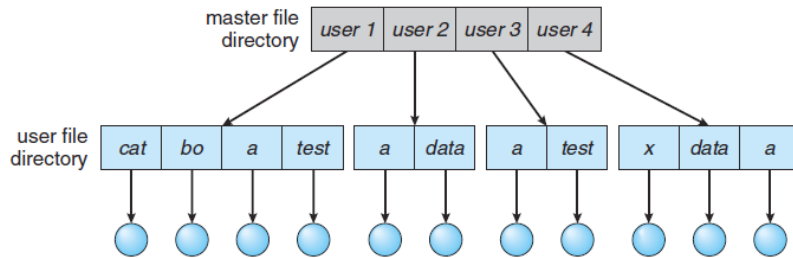 master file
directory
user 1 user 2 user 3 user 4
user file
directory
cat bo a test a data a test x data a